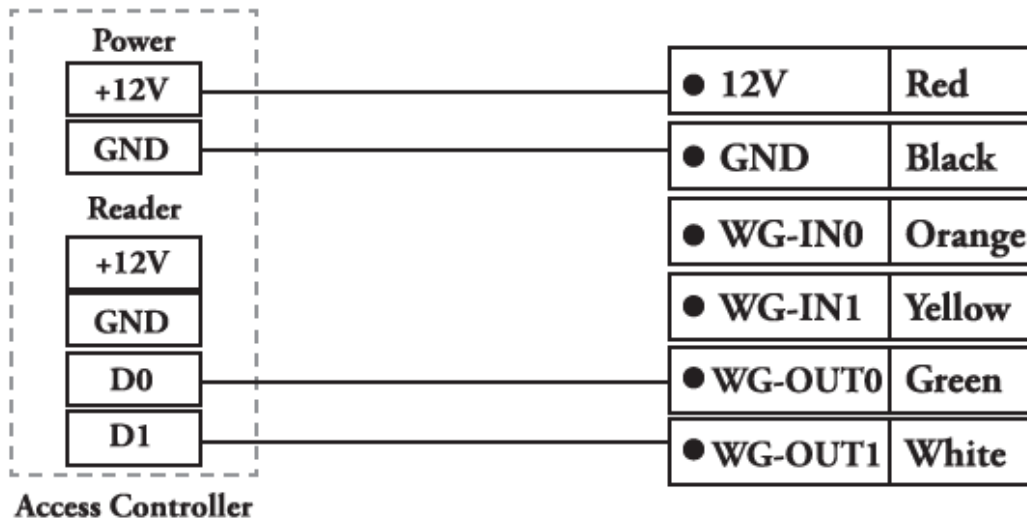 Power
+12V
GND
Reader
+12V
GND
D0
D1
Access Controller
12V Red
GND Black
WG-IN0 Orange
WG-IN1 Yellow
WG-OUT0 Green
WG-OUT1 White